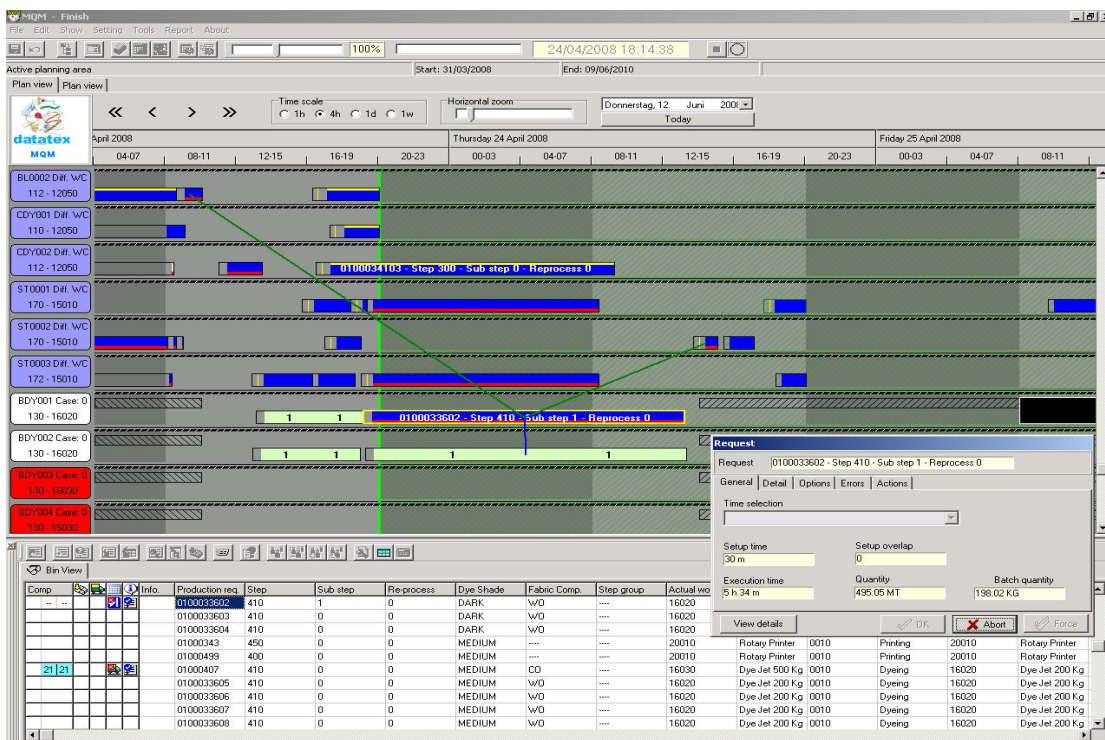 MQM - Finish
File Edit Show Setting Tools Report About
100% 24/04/2008 18:14:38
Active planning area Start: 31/03/2008 End: 09/06/2010
Plan view Plan view
datatex
MQM
Time scale
1h 4h 1d 1w
Horizontal zoom
Donnerstag, 12. Juni
Today
April 2008 Thursday 24 April 2008 Friday 25 April 2008
04-07 08-11 12-15 16-19 20-23 00-03 04-07 08-11 12-15 16-19 20-23 00-03 04-07 08-11
BL0002 Diff. WC
112 - 12050
CDY001 Diff. WC
110 - 12050
CDY002 Diff. WC
112 - 12050
0100034103 - Step 300 - Sub step 0 - Reprocess 0
ST0001 Diff. WC
170 - 15010
ST0002 Diff. WC
170 - 15010
ST0003 Diff. WC
172 - 15010
BDY001 Case: 0
130 - 16020
1 1 0100033602 - Step 410 - Sub step 1 - Reprocess 0
BDY002 Case: 0
130 - 16020
1 1 1 1
BDY003 Case: 0
130 - 16030
BDY004 Case: 0
130 - 16030
Request
Request 0100033602 - Step 410 - Sub step 1 - Reprocess 0
General Detail Options Errors Actions
Time selection
Setup time Setup overlap
30 m 0
Execution time Quantity Batch quantity
5 h 34 m 495.05 MT 198.02 KG
View details OK Abort Force
Bin View
Comp Info. Production req. Step Sub step Re-process Dye Shade Fabric Comp. Step group Actual wo
-- -- 0100033602 410 1 0 DARK WO ---- 16020
0100033603 410 0 0 DARK WO ---- 16020
0100033604 410 0 0 DARK WO ---- 16020
01000343 450 0 0 MEDIUM ---- ---- 20010 Rotary Printer 0010 Printing 20010 Rotary Printer
01000499 400 0 0 MEDIUM ---- ---- 20010 Rotary Printer 0010 Printing 20010 Rotary Printer
21 21 01000407 410 0 0 MEDIUM CO ---- 16030 Dye Jet 500 Kg 0010 Dyeing 16020 Dye Jet 200 Kg
0100033605 410 0 0 MEDIUM WO ---- 16020 Dye Jet 200 Kg 0010 Dyeing 16020 Dye Jet 200 Kg
0100033606 410 0 0 MEDIUM WO ---- 16020 Dye Jet 200 Kg 0010 Dyeing 16020 Dye Jet 200 Kg
0100033607 410 0 0 MEDIUM WO ---- 16020 Dye Jet 200 Kg 0010 Dyeing 16020 Dye Jet 200 Kg
0100033608 410 0 0 MEDIUM WO ---- 16020 Dye Jet 200 Kg 0010 Dyeing 16020 Dye Jet 200 Kg